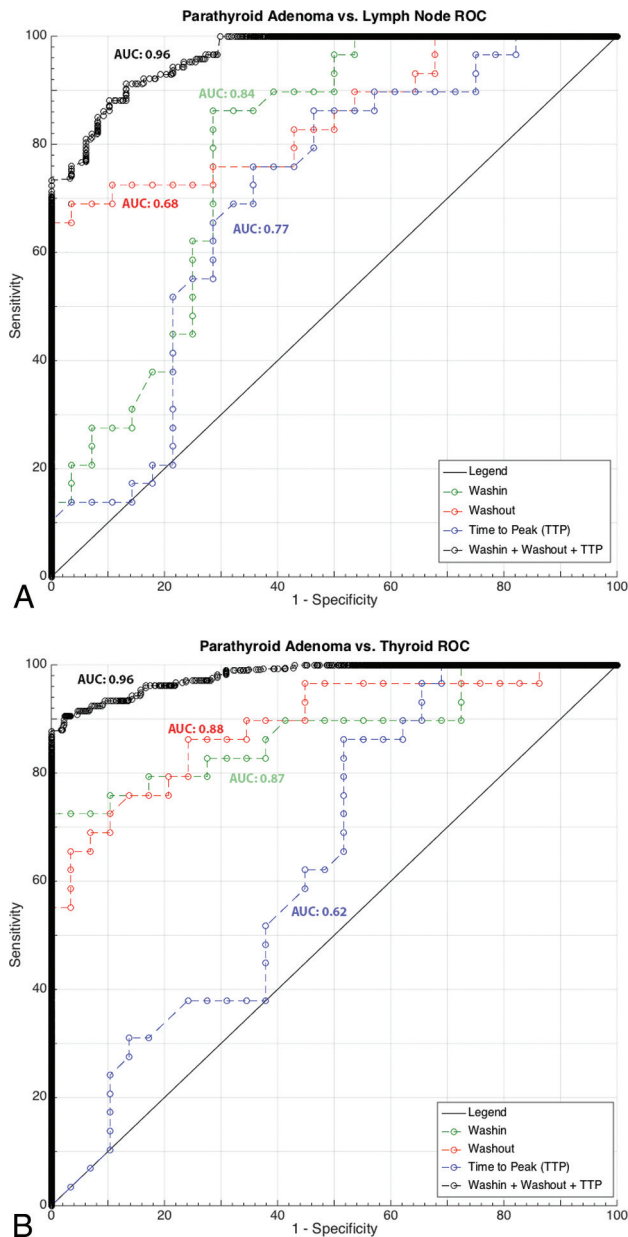 Parathyroid Adenoma vs. Lymph Node ROC
100
AUC: 0.96
AUC: 0.84
80
AUC: 0.68
AUC: 0.77
60
Sensitivity
40
20
Legend
Washin
Washout
Time to Peak (TTP)
Washin + Washout + TTP
0
0 20 40 60 80 100
1 - Specificity
A
Parathyroid Adenoma vs. Thyroid ROC
100
AUC: 0.96
AUC: 0.88
80
AUC: 0.87
60
AUC: 0.62
Sensitivity
40
20
Legend
Washin
Washout
Time to Peak (TTP)
Washin + Washout + TTP
0
0 20 40 60 80 100
1 - Specificity
B